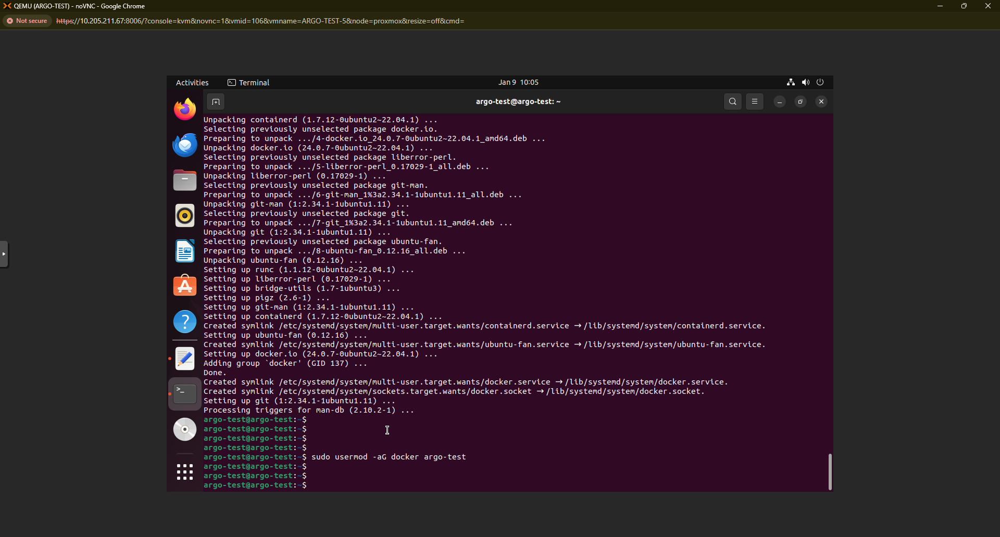 QEMU (ARGO-TEST) - noVNC - Google Chrome
Not secure https://10.205.211.67:8006/?console=kvm&novnc=1&vmid=106&vmname=ARGO-TEST-5&node=proxmox&resize=off&cmd=
Activities Terminal Jan 9 10:05
argo-test@argo-test: ~
Unpacking containerd (1.7.12-0ubuntu2~22.04.1) ...
Selecting previously unselected package docker.io.
Preparing to unpack .../4-docker.io_24.0.7-0ubuntu2~22.04.1_amd64.deb ...
Unpacking docker.io (24.0.7-0ubuntu2~22.04.1) ...
Selecting previously unselected package liberror-perl.
Preparing to unpack .../5-liberror-perl_0.17029-1_all.deb ...
Unpacking liberror-perl (0.17029-1) ...
Selecting previously unselected package git-man.
Preparing to unpack .../6-git-man_1%3a2.34.1-1ubuntu1.11_all.deb ...
Unpacking git-man (1:2.34.1-1ubuntu1.11) ...
Selecting previously unselected package git.
Preparing to unpack .../7-git_1%3a2.34.1-1ubuntu1.11_amd64.deb ...
Unpacking git (1:2.34.1-1ubuntu1.11) ...
Selecting previously unselected package ubuntu-fan.
Preparing to unpack .../8-ubuntu-fan_0.12.16_all.deb ...
Unpacking ubuntu-fan (0.12.16) ...
Setting up runc (1.1.12-0ubuntu2~22.04.1) ...
Setting up liberror-perl (0.17029-1) ...
Setting up bridge-utils (1.7-1ubuntu3) ...
Setting up pigz (2.6-1) ...
Setting up git-man (1:2.34.1-1ubuntu1.11) ...
Setting up containerd (1.7.12-0ubuntu2~22.04.1) ...
Created symlink /etc/systemd/system/multi-user.target.wants/containerd.service → /lib/systemd/system/containerd.service.
Setting up ubuntu-fan (0.12.16) ...
Created symlink /etc/systemd/system/multi-user.target.wants/ubuntu-fan.service → /lib/systemd/system/ubuntu-fan.service.
Setting up docker.io (24.0.7-0ubuntu2~22.04.1) ...
Adding group `docker' (GID 137) ...
Done.
Created symlink /etc/systemd/system/multi-user.target.wants/docker.service → /lib/systemd/system/docker.service.
Created symlink /etc/systemd/system/sockets.target.wants/docker.socket → /lib/systemd/system/docker.socket.
Setting up git (1:2.34.1-1ubuntu1.11) ...
Processing triggers for man-db (2.10.2-1) ...
argo-test@argo-test:~$
argo-test@argo-test:~$
argo-test@argo-test:~$
argo-test@argo-test:~$
argo-test@argo-test:~$ sudo usermod -aG docker argo-test
argo-test@argo-test:~$
argo-test@argo-test:~$
argo-test@argo-test:~$